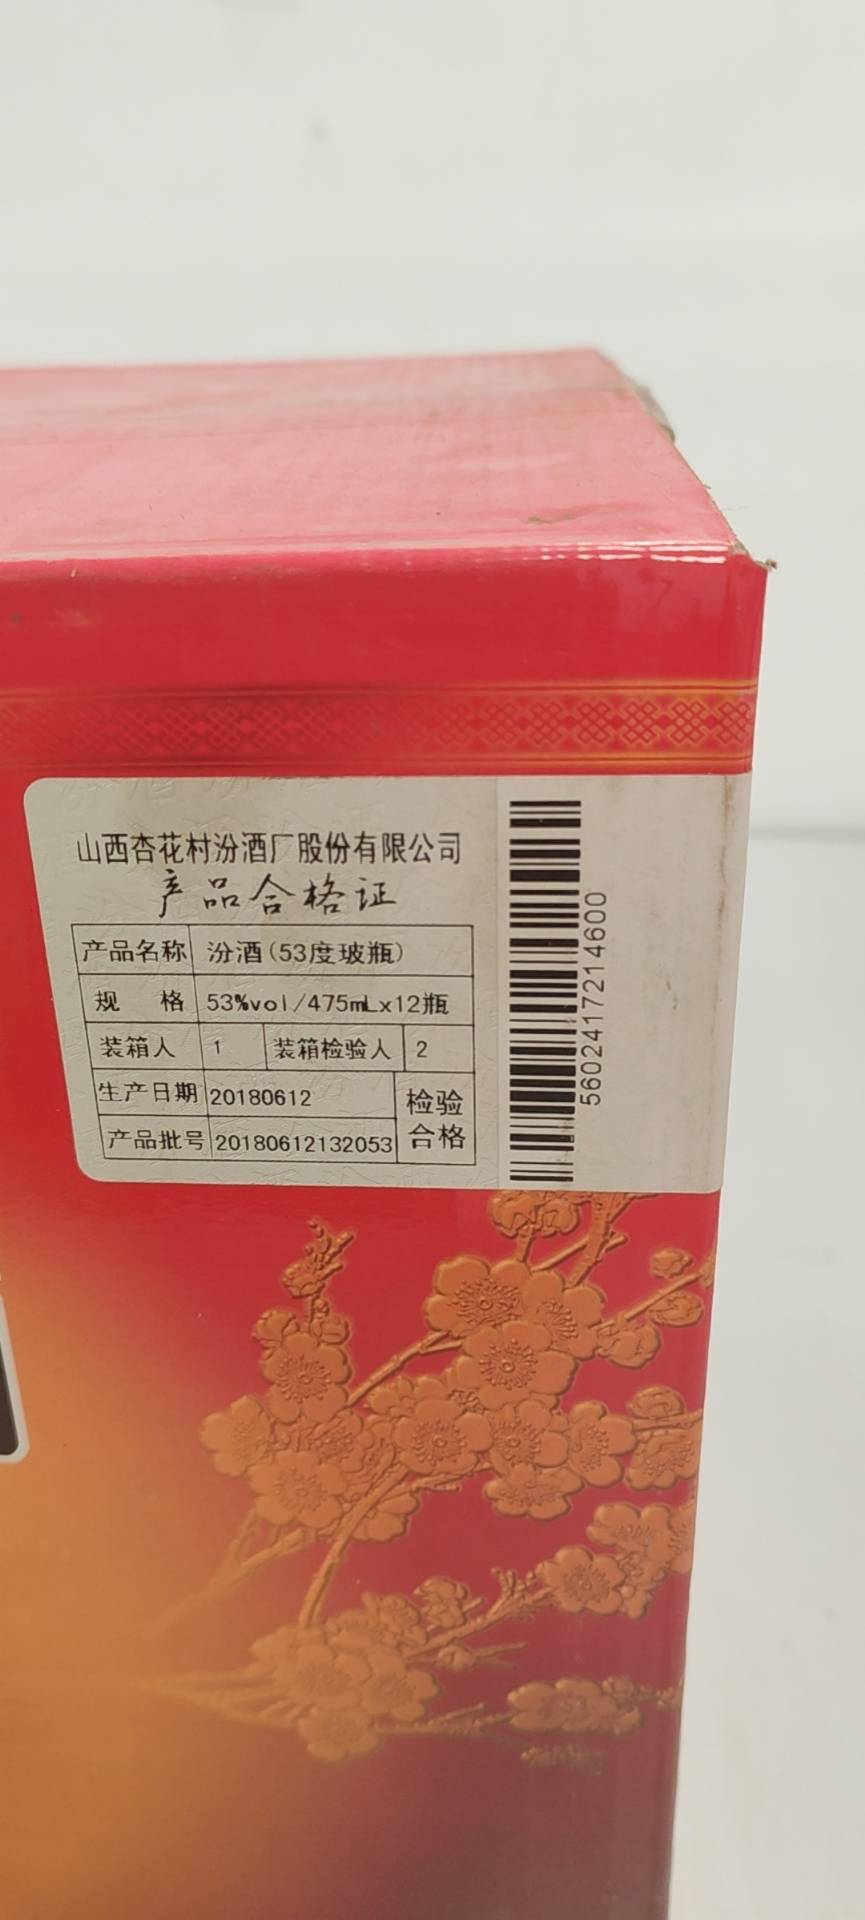 山西杏花村汾酒厂股份有限公司
产品合格证
产品名称 汾酒(53度玻瓶)
规 格 53%vol/475mLx12瓶
装箱人 1 装箱检验人 2
生产日期 20180612 检验
产品批号 20180612132053 合格
5602417214600